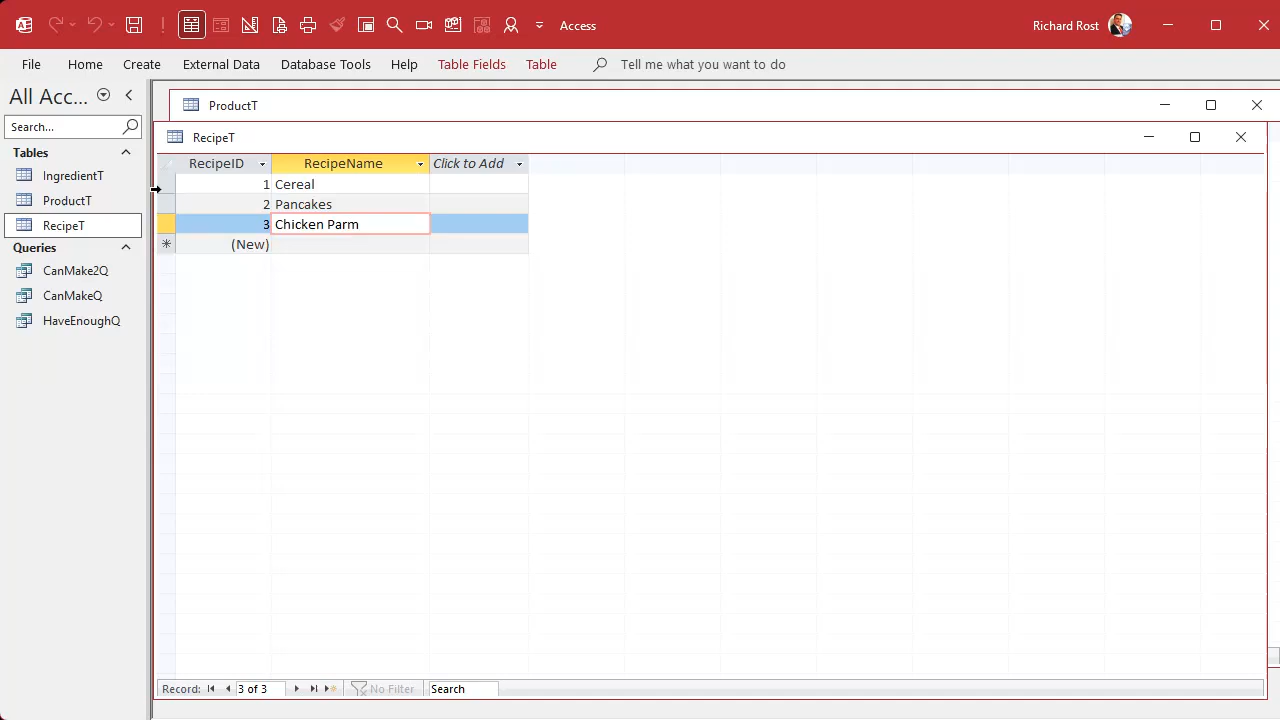 Access
Richard Rost
File Home Create External Data Database Tools Help Table Fields Table Tell me what you want to do
All Acc...
Search...
Tables
IngredientT
ProductT
RecipeT
Queries
CanMake2Q
CanMakeQ
HaveEnoughQ
ProductT
RecipeT
RecipeID RecipeName Click to Add
1 Cereal
2 Pancakes
3 Chicken Parm
(New)
Record: 3 of 3 No Filter Search